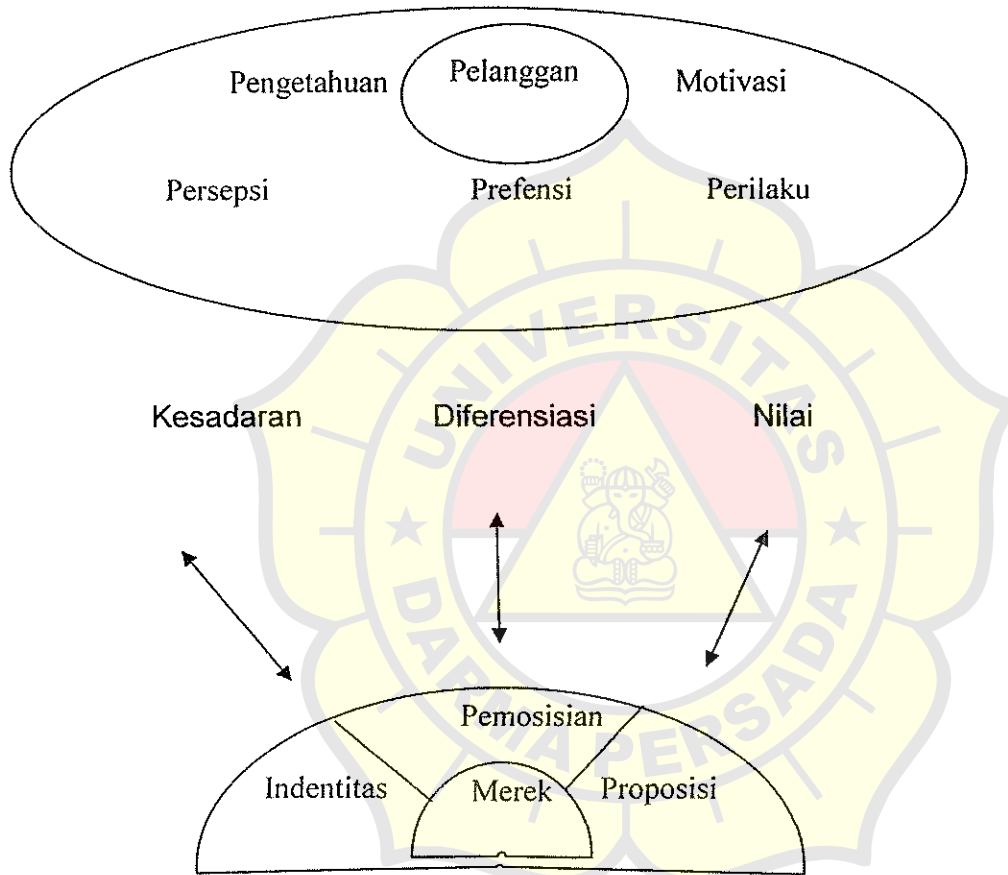 Pelanggan
Pengetahuan
Motivasi
Persepsi
Prefensi
Perilaku
UNIVERSITAS
Kesadaran
Diferensiasi
Nilai
DARMA PERSADA
Pemosisian
Indentitas
Merek
Proposisi